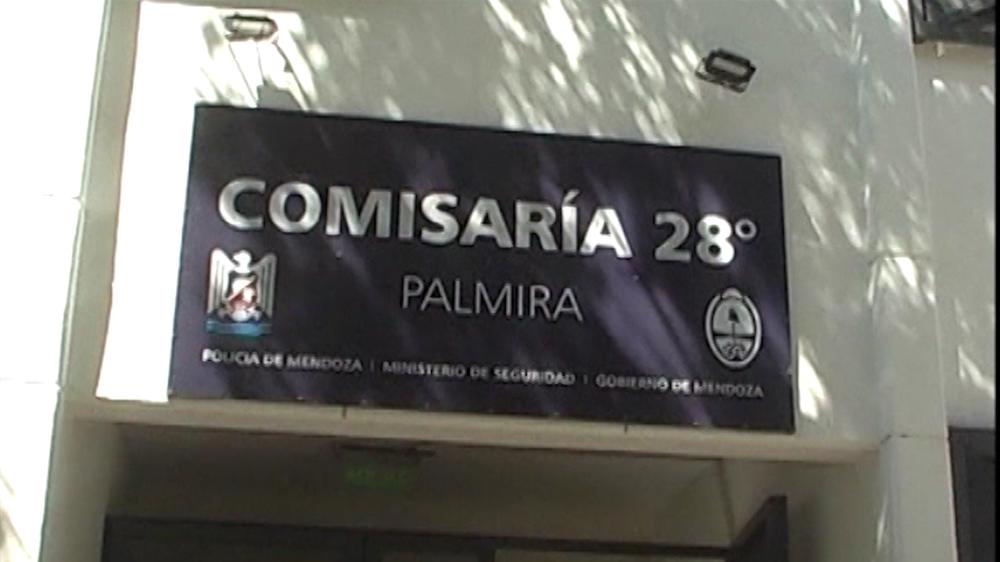 COMISARÍA 28°
PALMIRA
POLICIA DE MENDOZA | MINISTERIO DE SEGURIDAD | GOBIERNO DE MENDOZA